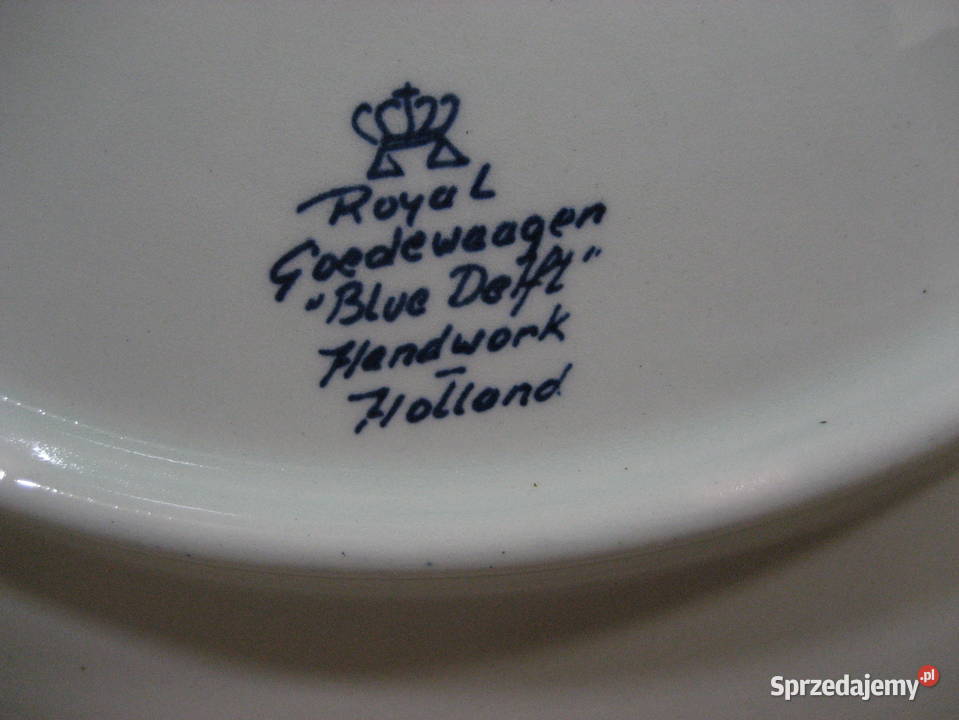 Royal
Goedewaagen
"Blue Delft"
Handwork
Holland
Sprzedajemy.pl